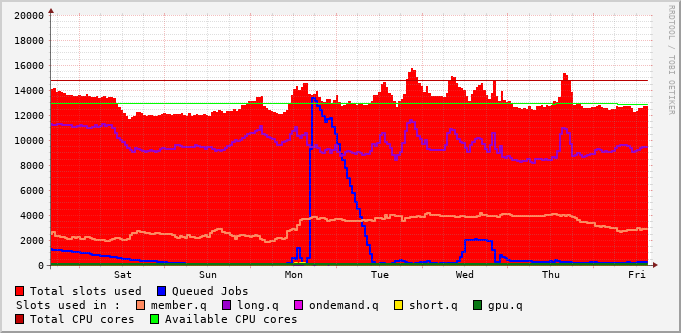 20000
18000
16000
14000
12000
10000
8000
6000
4000
2000
0
Sat Sun Mon Tue Wed Thu Fri
Total slots used Queued Jobs
Slots used in : member.q long.q ondemand.q short.q gpu.q
Total CPU cores Available CPU cores
RRDTOOL / TOBI OETIKER